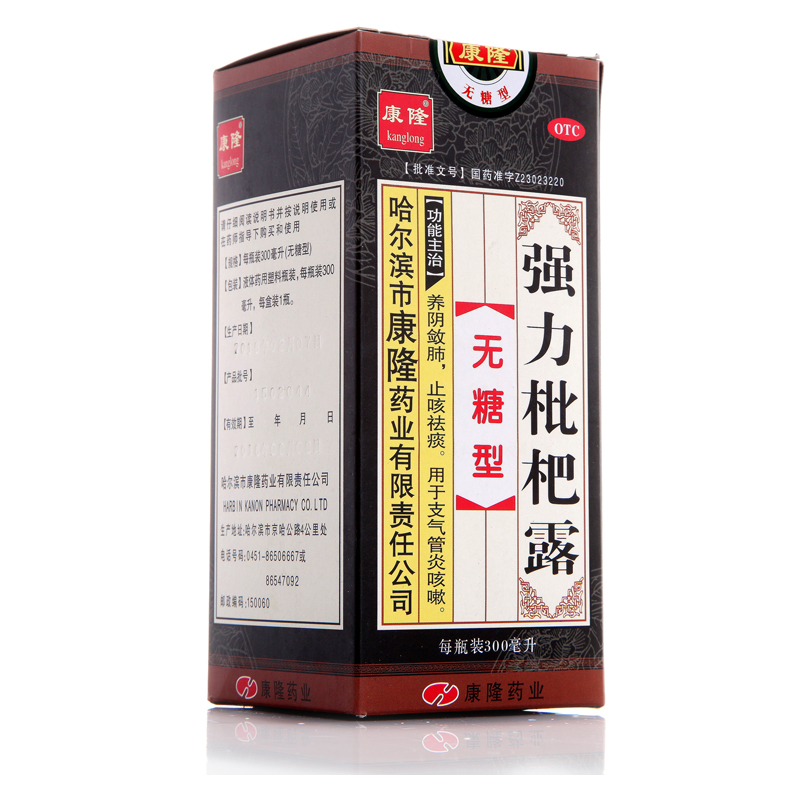 康隆
无糖型
康隆®
kanglong
OTC
【批准文号】国药准字Z23023220
强力枇杷露
无糖型
【功能主治】
养阴敛肺，止咳祛痰。用于支气管炎咳嗽。
哈尔滨市康隆药业有限责任公司
每瓶装300毫升
康隆药业
康隆®
kanglong
请仔细阅读说明书并按说明使用或
在药师指导下购买和使用
【规格】每瓶装300毫升(无糖型)
【包装】液体药用塑料瓶装，每瓶装300
毫升，每盒装1瓶。
【生产日期】
【产品批号】
【有效期】至 年 月 日
哈尔滨市康隆药业有限责任公司
HARBIN KANON PHARMACY CO.LTD
生产地址:哈尔滨市京哈公路4公里处
电话号码:0451-86506667或
86547092
邮政编码:150060
康隆药业